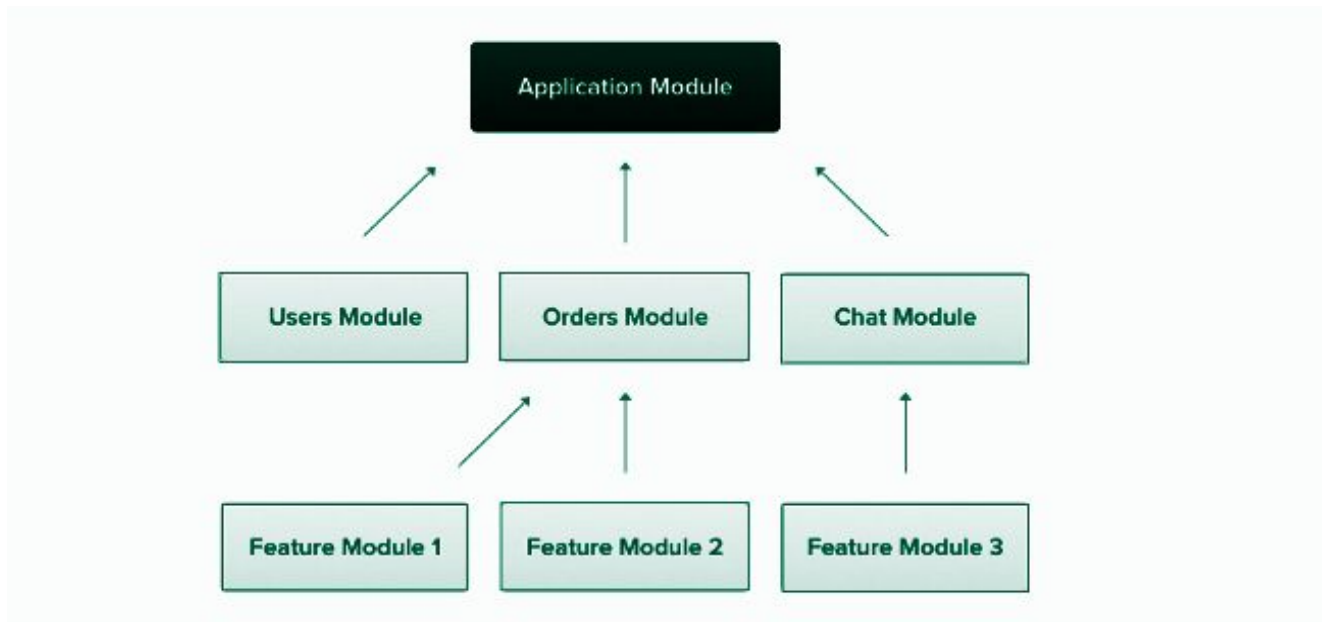 Application Module
Users Module
Orders Module
Chat Module
Feature Module 1
Feature Module 2
Feature Module 3